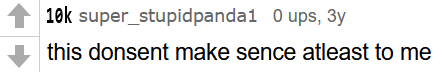 10k super_stupidpanda1 0 ups, 3y
this donsent make sence atleast to me